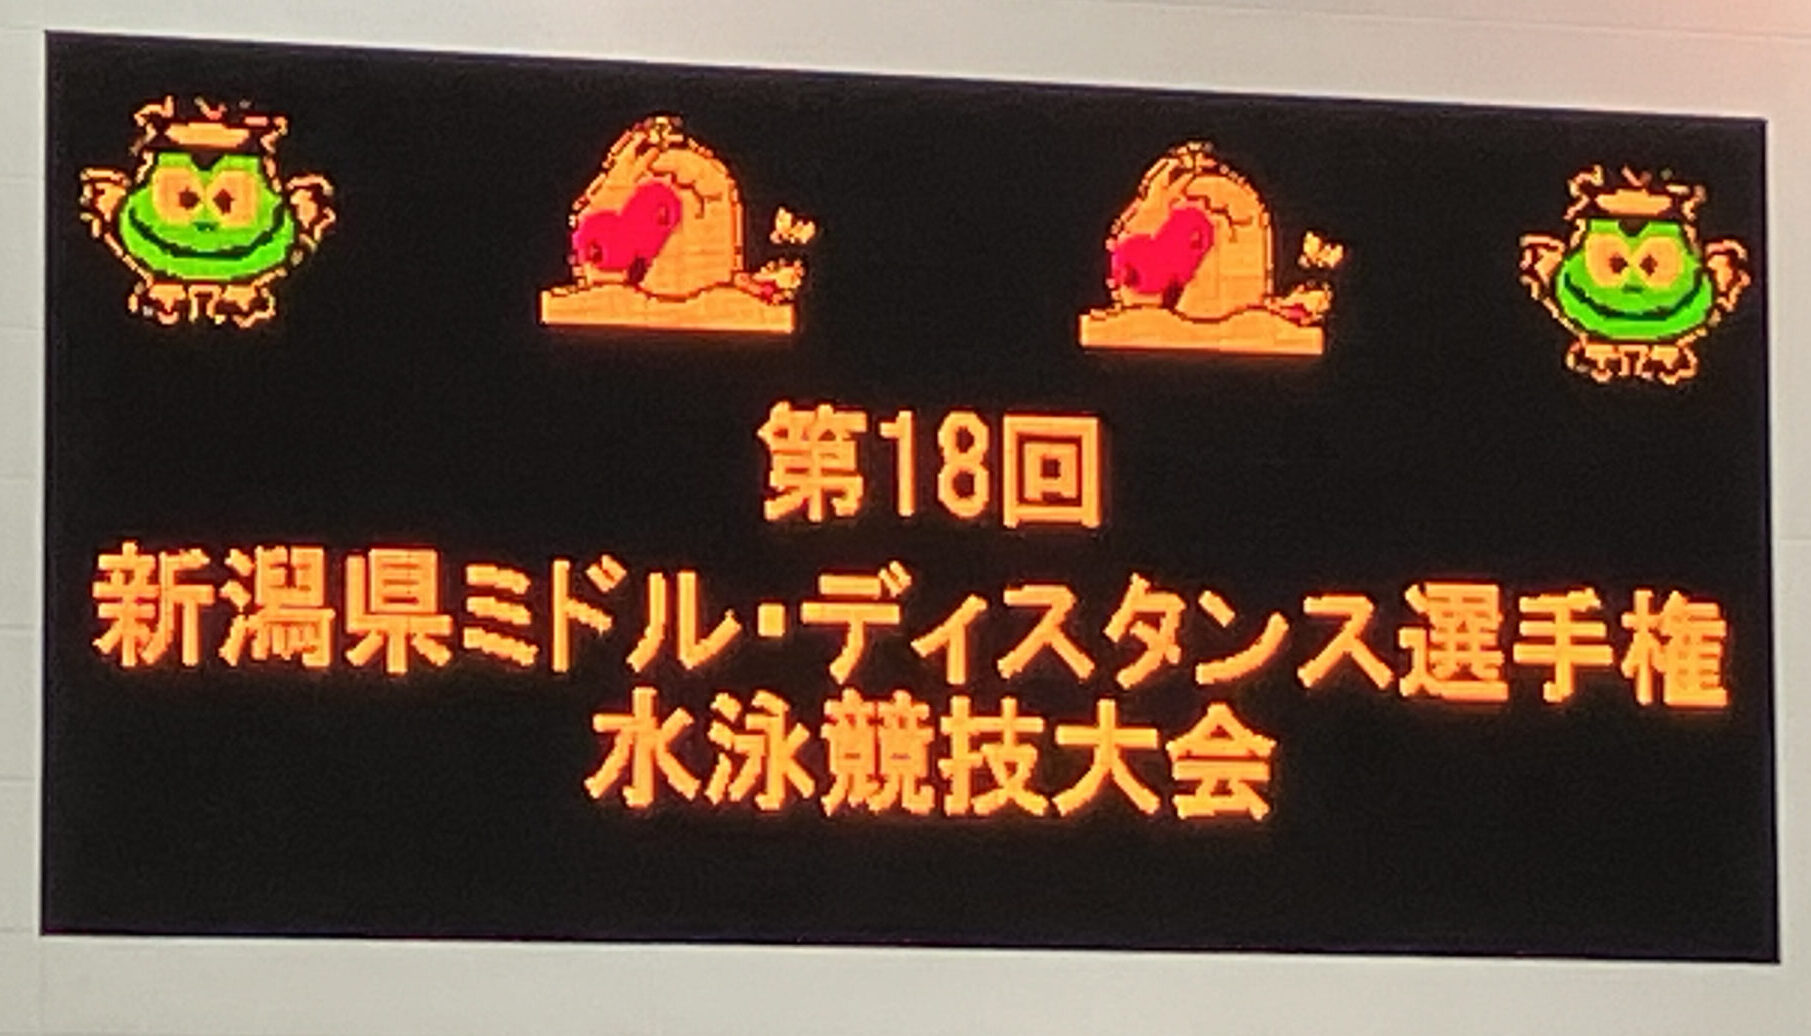 第18回
新潟県ミドル・ディスタンス選手権
水泳競技大会